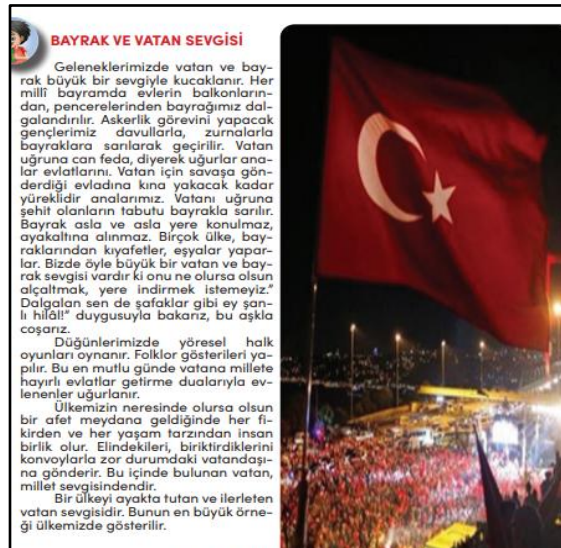 BAYRAK VE VATAN SEVGİSİ
Geleneklerimizde vatan ve bay-
rak büyük bir sevgiyle kucaklanır. Her
millî bayramda evlerin balkonların-
dan, pencerelerinden bayrağımız dal-
galandırılır. Askerlik görevini yapacak
gençlerimiz davullarla, zurnalarla
bayraklara sarılarak geçirilir. Vatan
uğruna can feda, diyerek uğurlar ana-
lar evlatlarını. Vatan için savaşa gön-
derdiği evladına kına yakacak kadar
yüreklidir analarımız. Vatanı uğruna
şehit olanların tabutu bayrakla sarılır.
Bayrak asla ve asla yere konulmaz,
ayakaltına alınmaz. Birçok ülke, bay-
raklarından kıyafetler, eşyalar yapar-
lar. Bizde öyle büyük bir vatan ve bay-
rak sevgisi vardır ki onu ne olursa olsun
alçaltmak, yere indirmek istemeyiz.”
Dalgalan sen de şafaklar gibi ey şan-
lı hilâl!” duygusuyla bakarız, bu aşkla
coşarız.
Düğünlerimizde yöresel halk
oyunları oynanır. Folklor gösterileri ya-
pılır. Bu en mutlu günde vatana millete
hayırlı evlatlar getirme dualarıyla ev-
lenenler uğurlanır.
Ülkemizin neresinde olursa olsun
bir afet meydana geldiğinde her fi-
kirden ve her yaşam tarzından insan
birlik olur. Elindekileri, biriktirdiklerini
konvoylarla zor durumdaki vatandaşı-
na gönderir. Bu içinde bulunan vatan,
millet sevgisindendir.
Bir ülkeyi ayakta tutan ve ilerleten
vatan sevgisidir. Bunun en büyük örne-
ği ülkemizde gösterilir.